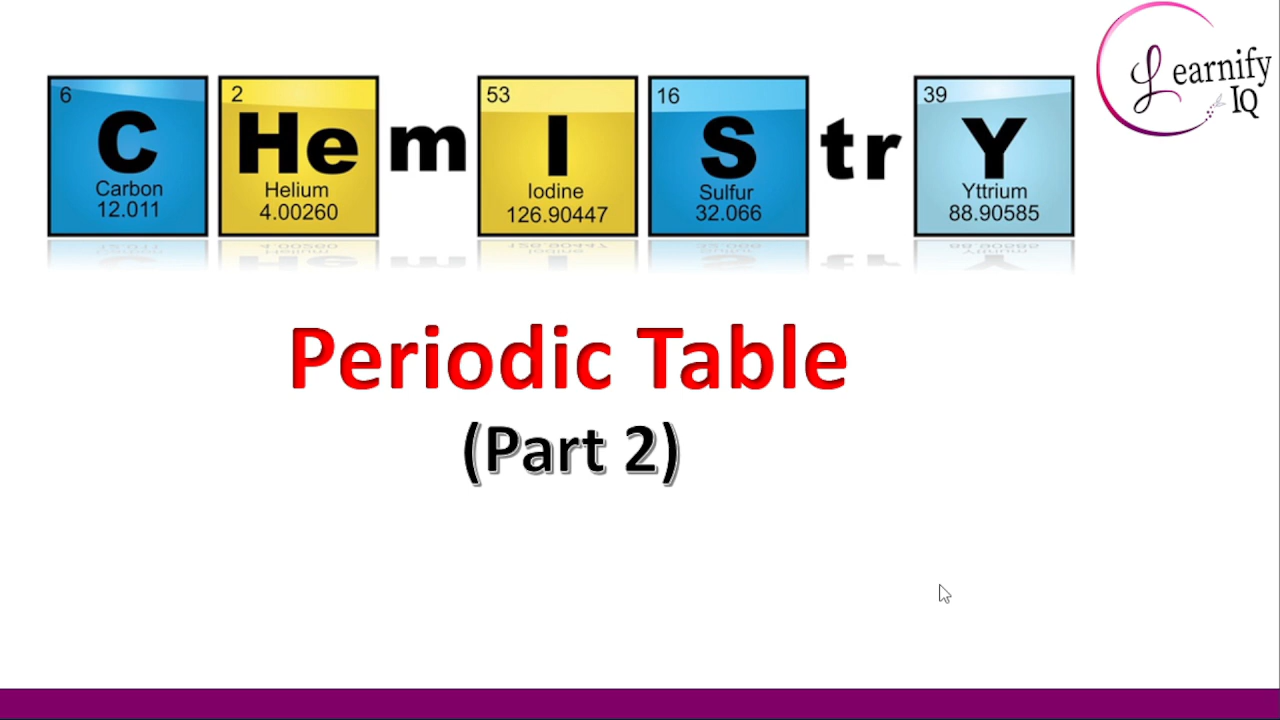 6 2 53 16 39
C He m I S t r Y
Carbon Helium Iodine Sulfur Yttrium
12.011 4.00260 126.90447 32.066 88.90585
Learnify
IQ
Periodic Table
(Part 2)